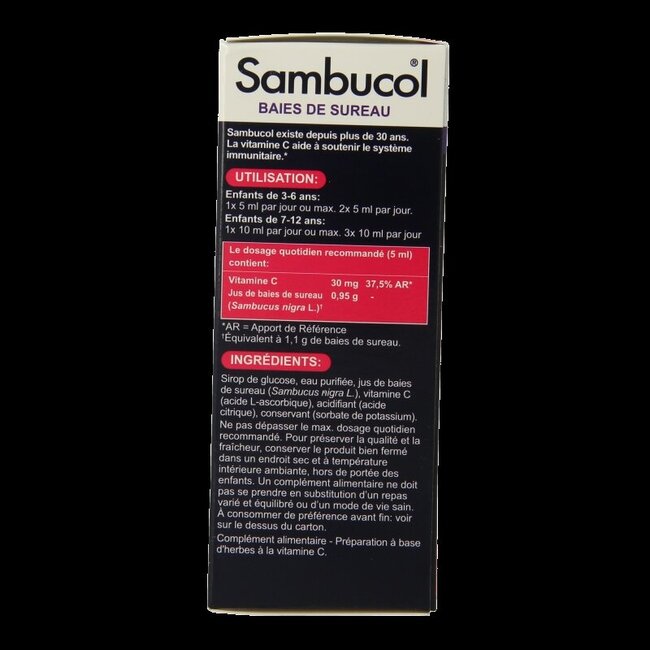 Sambucol®
BAIES DE SUREAU
Sambucol existe depuis plus de 30 ans.
La vitamine C aide à soutenir le système
immunitaire.*
UTILISATION:
Enfants de 3-6 ans:
1x 5 ml par jour ou max. 2x 5 ml par jour.
Enfants de 7-12 ans:
1x 10 ml par jour ou max. 3x 10 ml par jour
Le dosage quotidien recommandé (5 ml)
contient:
Vitamine C 30 mg 37,5% AR*
Jus de baies de sureau 0,95 g -
(Sambucus nigra L.)†
*AR = Apport de Référence
†Équivalent à 1,1 g de baies de sureau.
INGRÉDIENTS:
Sirop de glucose, eau purifiée, jus de baies
de sureau (Sambucus nigra L.), vitamine C
(acide L-ascorbique), acidifiant (acide
citrique), conservant (sorbate de potassium).
Ne pas dépasser le max. dosage quotidien
recommandé. Pour préserver la qualité et la
fraîcheur, conserver le produit bien fermé
dans un endroit sec et à température
intérieure ambiante, hors de portée des
enfants. Un complément alimentaire ne doit
pas se prendre en substitution d'un repas
varié et équilibré ou d'un mode de vie sain.
À consommer de préférence avant fin: voir
sur le dessus du carton.
Complément alimentaire - Préparation à base
d'herbes à la vitamine C.